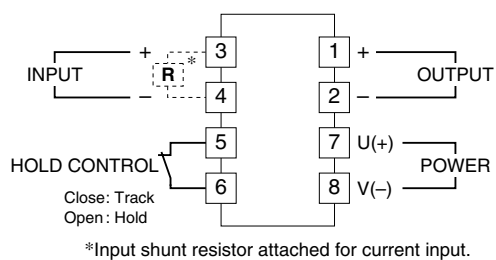 + 3 1 +
INPUT R * OUTPUT
– 4 2 –
5 7 U(+)
HOLD CONTROL POWER
6 8 V(–)
Close: Track
Open: Hold
*Input shunt resistor attached for current input.